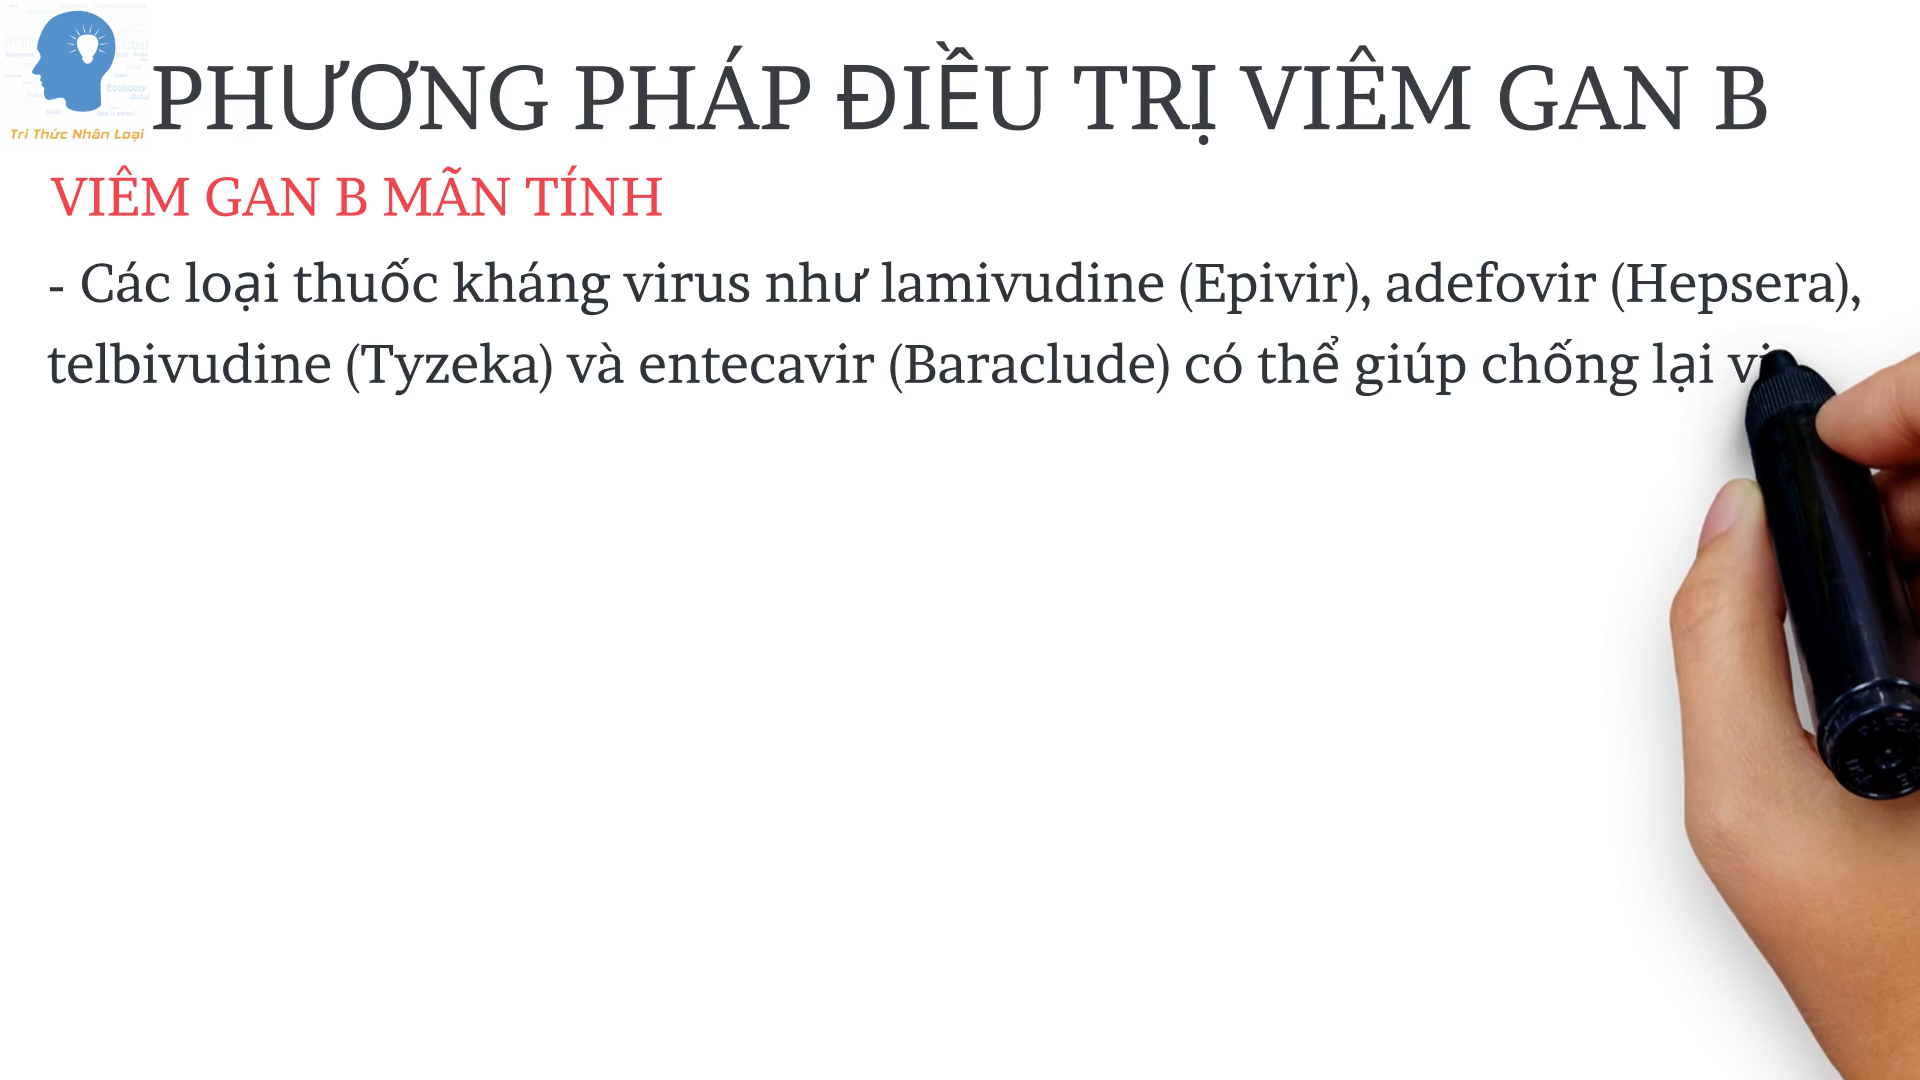 PHƯƠNG PHÁP ĐIỀU TRỊ VIÊM GAN B
Tri Thức Nhân Loại
VIÊM GAN B MÃN TÍNH
- Các loại thuốc kháng virus như lamivudine (Epivir), adefovir (Hepsera),
telbivudine (Tyzeka) và entecavir (Baraclude) có thể giúp chống lại vi